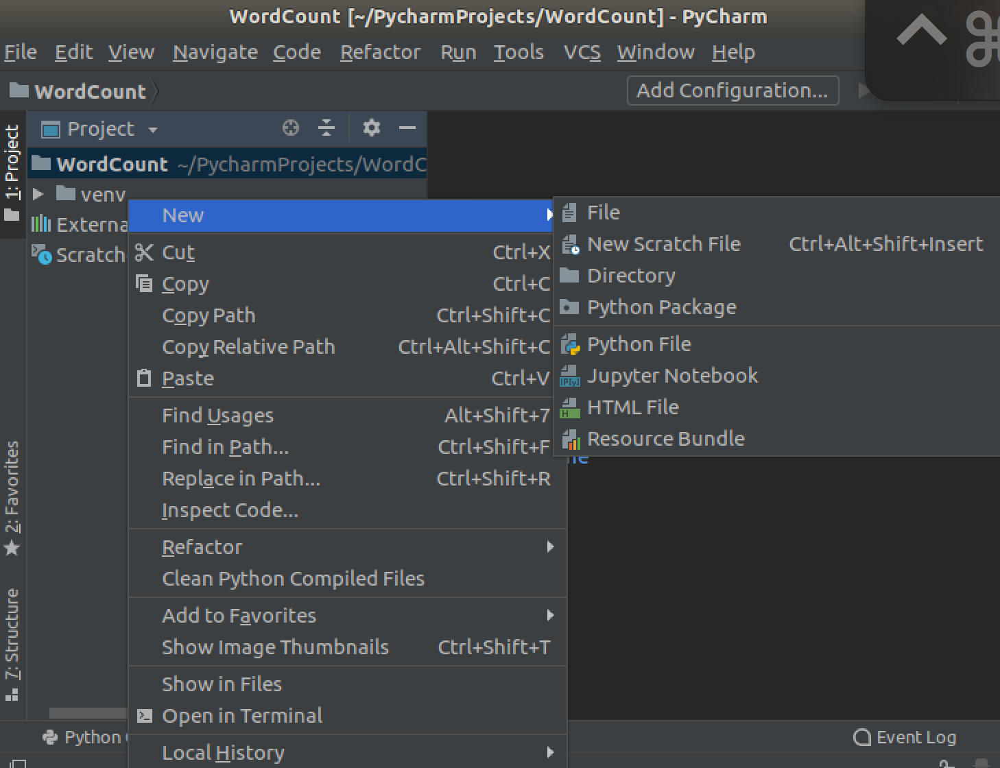 WordCount [~/PycharmProjects/WordCount] - PyCharm
File Edit View Navigate Code Refactor Run Tools VCS Window Help
WordCount
Add Configuration...
1: Project
Project
WordCount ~/PycharmProjects/WordC
venv
Externa
Scratch
New
Cut Ctrl+X
Copy Ctrl+C
Copy Path Ctrl+Shift+C
Copy Relative Path Ctrl+Alt+Shift+C
Paste Ctrl+V
Find Usages Alt+Shift+7
Find in Path... Ctrl+Shift+F
Replace in Path... Ctrl+Shift+R
Inspect Code...
Refactor
Clean Python Compiled Files
Add to Favorites
Show Image Thumbnails Ctrl+Shift+T
Show in Files
Open in Terminal
Local History
File
New Scratch File Ctrl+Alt+Shift+Insert
Directory
Python Package
Python File
Jupyter Notebook
HTML File
Resource Bundle
2: Favorites
7: Structure
Python
Event Log